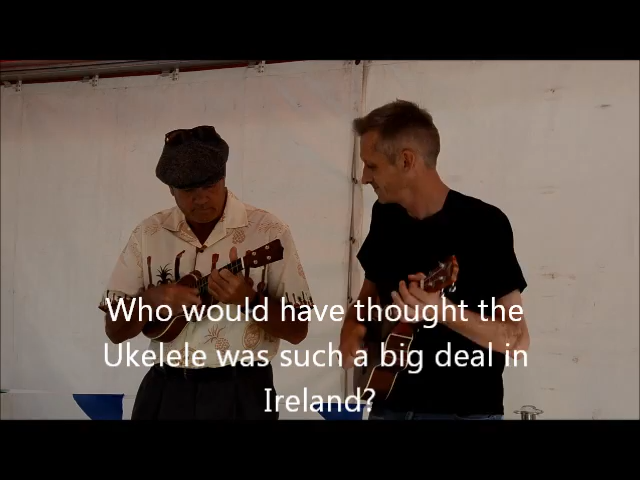 Who would have thought the
Ukelele was such a big deal in
Ireland?